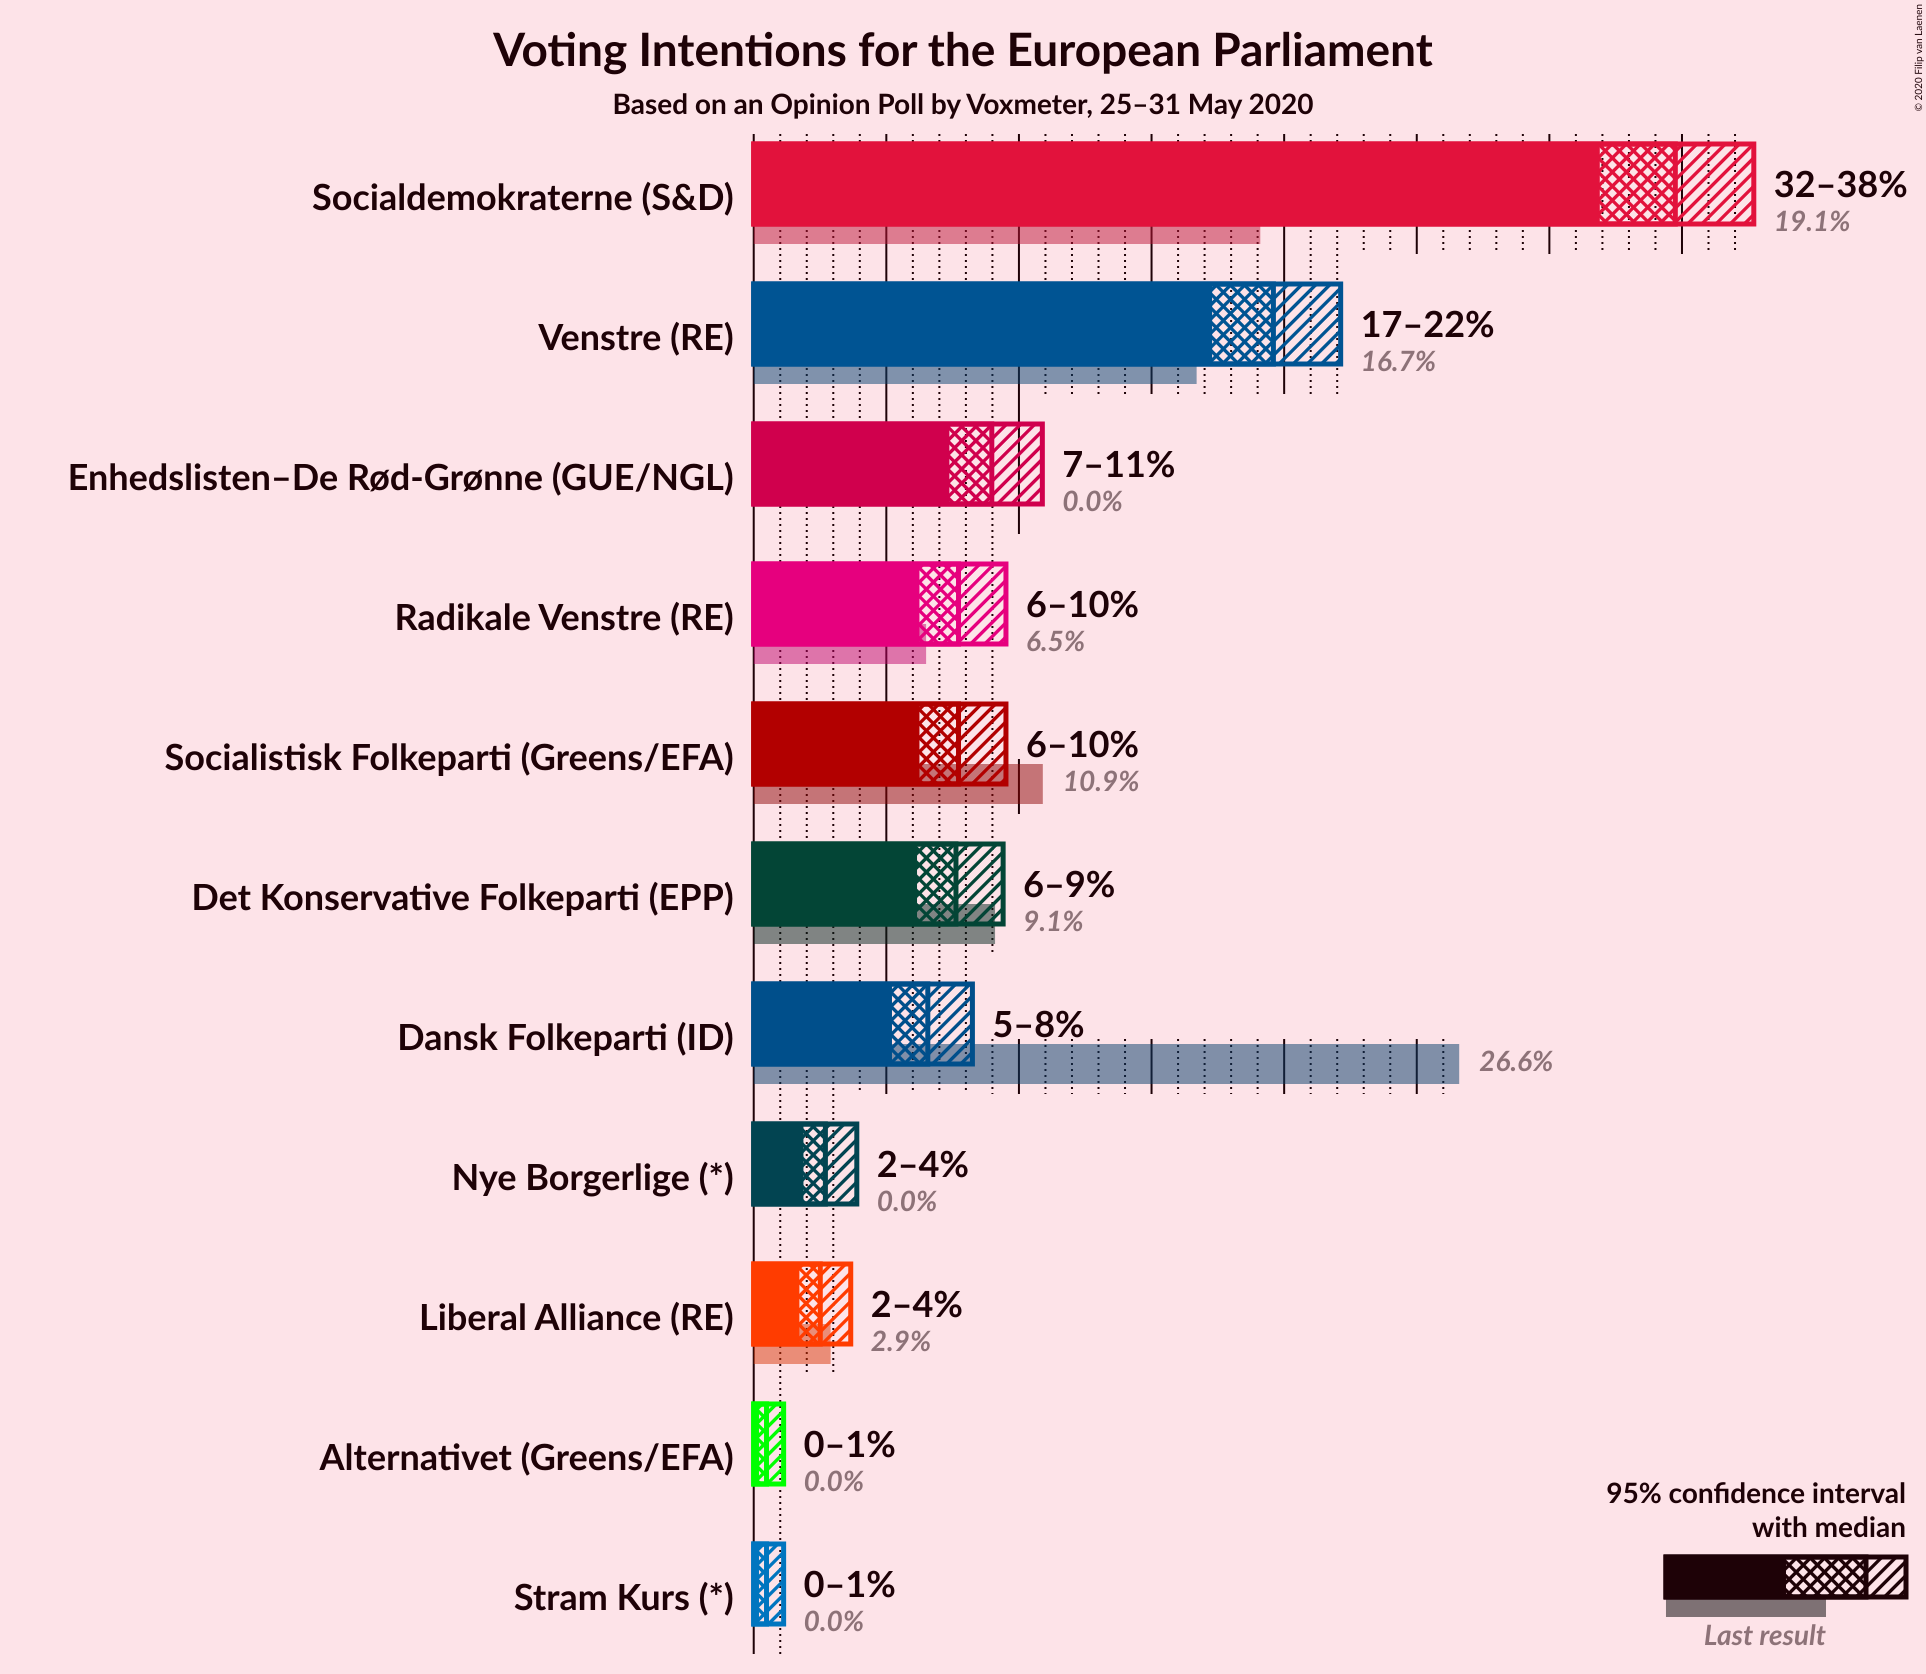 Voting Intentions for the European Parliament
Based on an Opinion Poll by Voxmeter, 25–31 May 2020
© 2020 Filip van Laenen
Socialdemokraterne (S&D)
32–38%
19.1%
Venstre (RE)
17–22%
16.7%
Enhedslisten–De Rød-Grønne (GUE/NGL)
7–11%
0.0%
Radikale Venstre (RE)
6–10%
6.5%
Socialistisk Folkeparti (Greens/EFA)
6–10%
10.9%
Det Konservative Folkeparti (EPP)
6–9%
9.1%
Dansk Folkeparti (ID)
5–8%
26.6%
Nye Borgerlige (*)
2–4%
0.0%
Liberal Alliance (RE)
2–4%
2.9%
Alternativet (Greens/EFA)
0–1%
0.0%
Stram Kurs (*)
0–1%
0.0%
95% confidence interval
with median
Last result